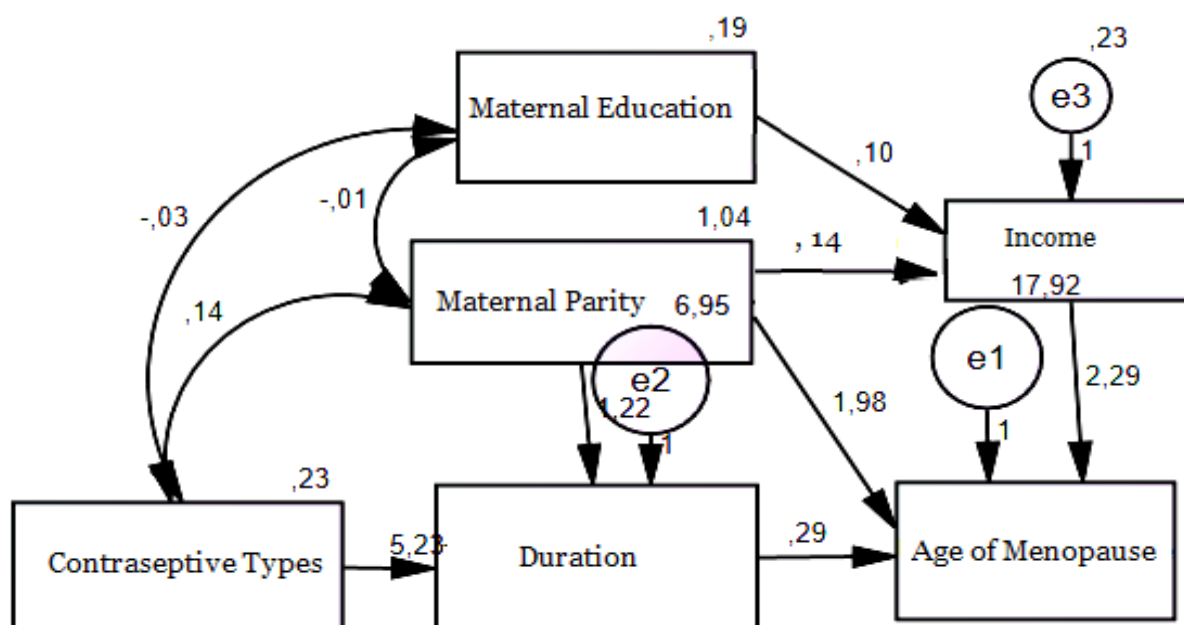 ,19
Maternal Education
,23
e3
1
,10
-,03
-,01
1,04
, 14
Income
17,92
,14
Maternal Parity
6,95
e2
e1
1,22
1
1,98
1
2,29
,23
Contraseptive Types
5,23
Duration
,29
Age of Menopause